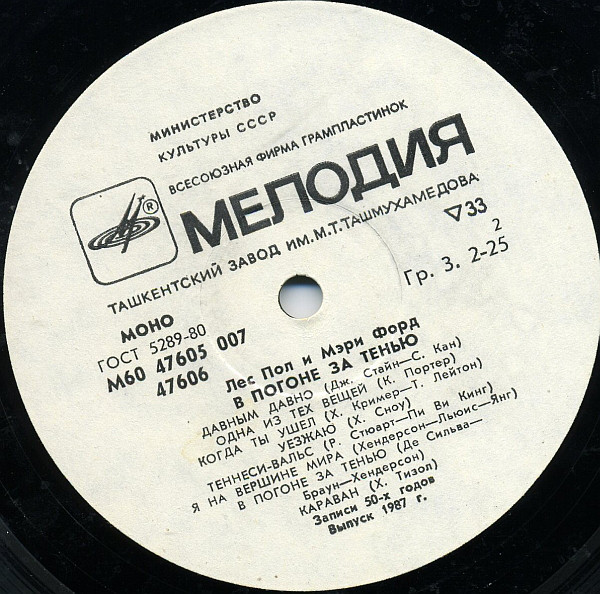 МИНИСТЕРСТВО
КУЛЬТУРЫ СССР
ВСЕСОЮЗНАЯ ФИРМА ГРАМПЛАСТИНОК
®
МЕЛОДИЯ
ТАШКЕНТСКИЙ ЗАВОД ИМ.М.Т.ТАШМУХАМЕДОВА
▽33
2
Гр. 3. 2-25
МОНО
ГОСТ 5289-80
М60 47605 007
47606
Лес Пол и Мэри Форд
В ПОГОНЕ ЗА ТЕНЬЮ
ДАВНЫМ ДАВНО (Дж. Стайн—С. Кан)
ОДНА ИЗ ТЕХ ВЕЩЕЙ (К. Портер)
КОГДА ТЫ УШЕЛ (Х. Кример—Т. Лейтон)
УЕЗЖАЮ (Х. Сноу)
ТЕННЕСИ-ВАЛЬС (Р. Стюарт—Пи Ви Кинг)
Я НА ВЕРШИНЕ МИРА (Хендерсон—Льюис—Янг)
В ПОГОНЕ ЗА ТЕНЬЮ (Де Сильва—
Браун—Хендерсон)
КАРАВАН (Х. Тизол)
Записи 50-х годов
Выпуск 1987 г.